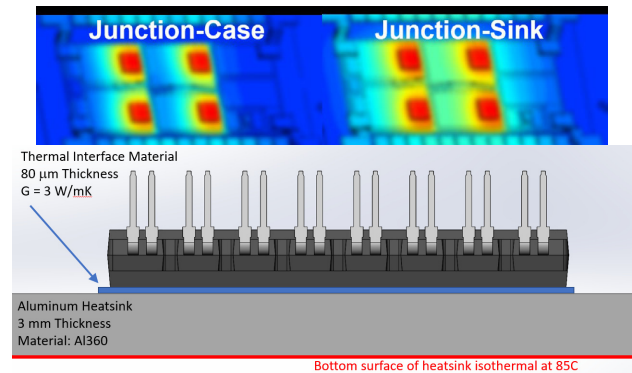 Junction-Case
Junction-Sink
Thermal Interface Material
80 μm Thickness
G = 3 W/mK
Aluminum Heatsink
3 mm Thickness
Material: Al360
Bottom surface of heatsink isothermal at 85C